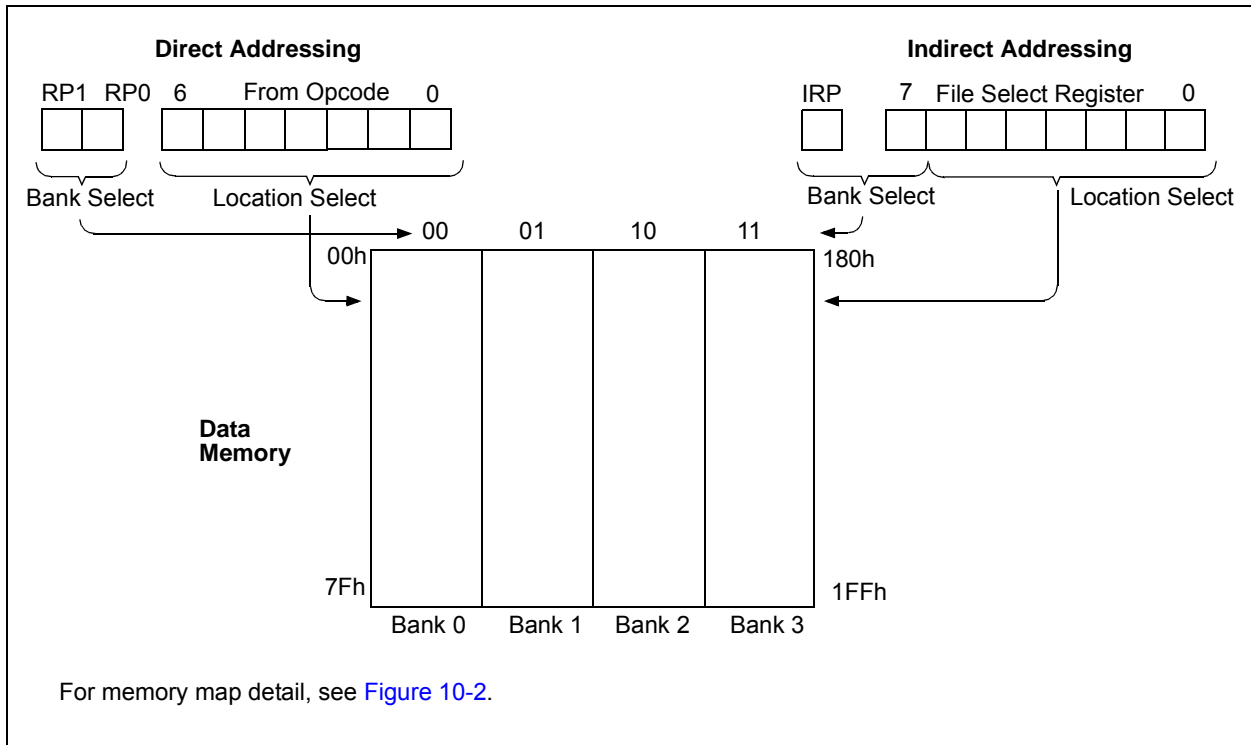 Direct Addressing
Indirect Addressing
RP1 RP0 6 From Opcode 0
IRP 7 File Select Register 0
Bank Select Location Select
Bank Select Location Select
00 01 10 11
00h
180h
Data
Memory
7Fh
1FFh
Bank 0 Bank 1 Bank 2 Bank 3
For memory map detail, see Figure 10-2.